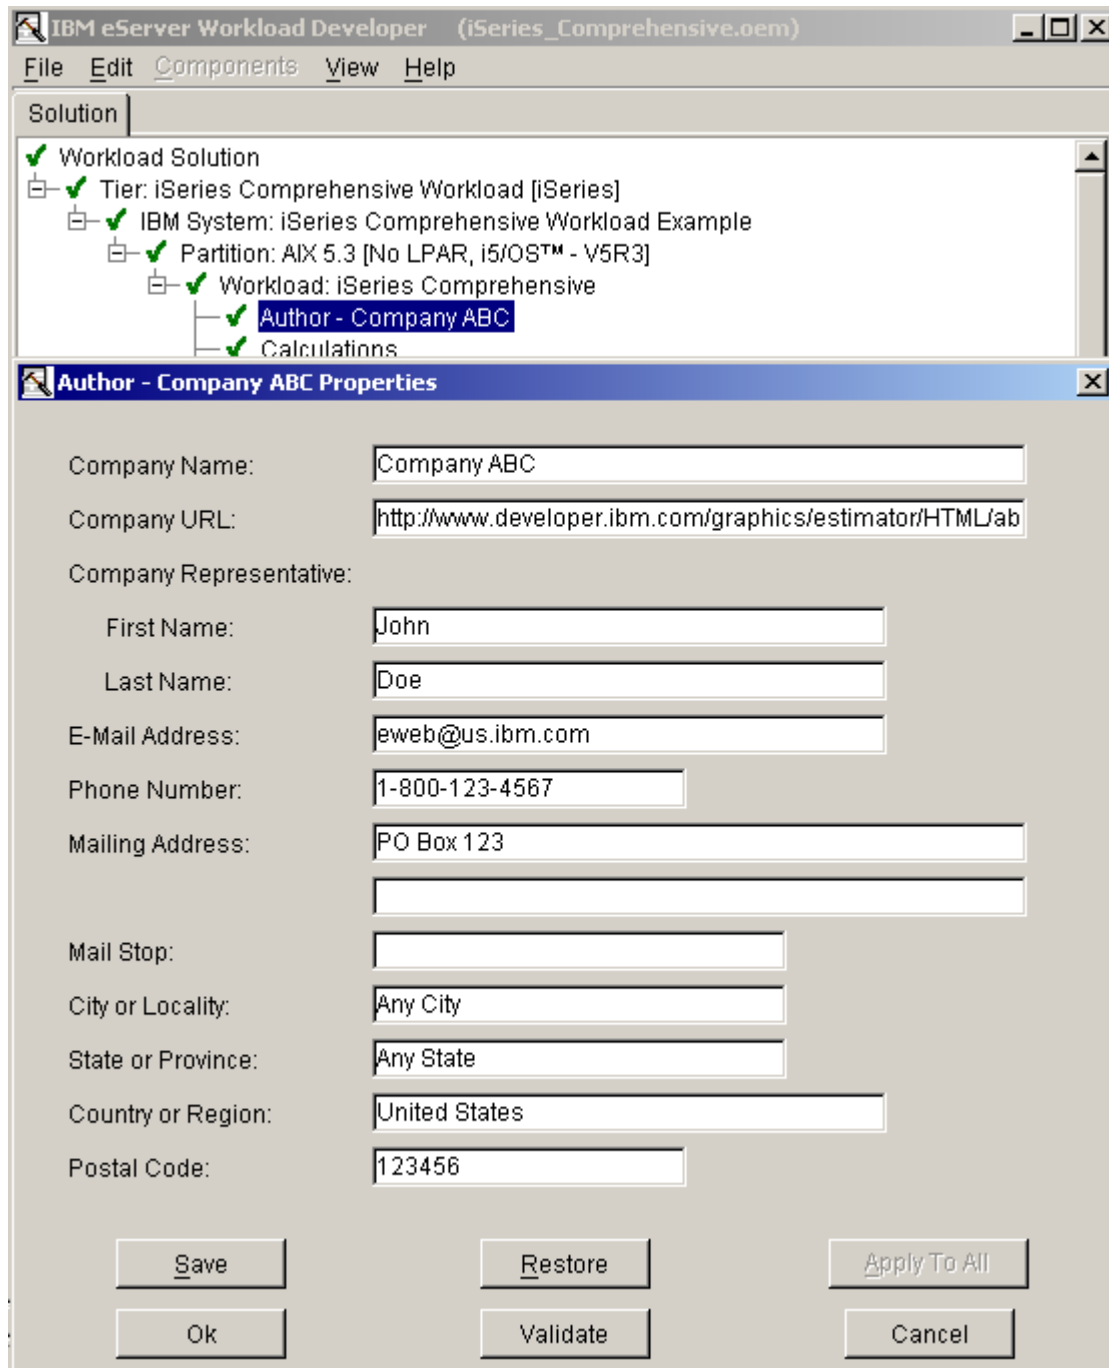 IBM eServer Workload Developer (iSeries_Comprehensive.oem)
File Edit Components View Help
Solution
Workload Solution
Tier: iSeries Comprehensive Workload [iSeries]
IBM System: iSeries Comprehensive Workload Example
Partition: AIX 5.3 [No LPAR, i5/OS™ - V5R3]
Workload: iSeries Comprehensive
Author - Company ABC
Calculations
Author - Company ABC Properties
Company Name: Company ABC
Company URL: http://www.developer.ibm.com/graphics/estimator/HTML/ab
Company Representative:
First Name: John
Last Name: Doe
E-Mail Address: eweb@us.ibm.com
Phone Number: 1-800-123-4567
Mailing Address: PO Box 123
Mail Stop:
City or Locality: Any City
State or Province: Any State
Country or Region: United States
Postal Code: 123456
Save Restore Apply To All
Ok Validate Cancel